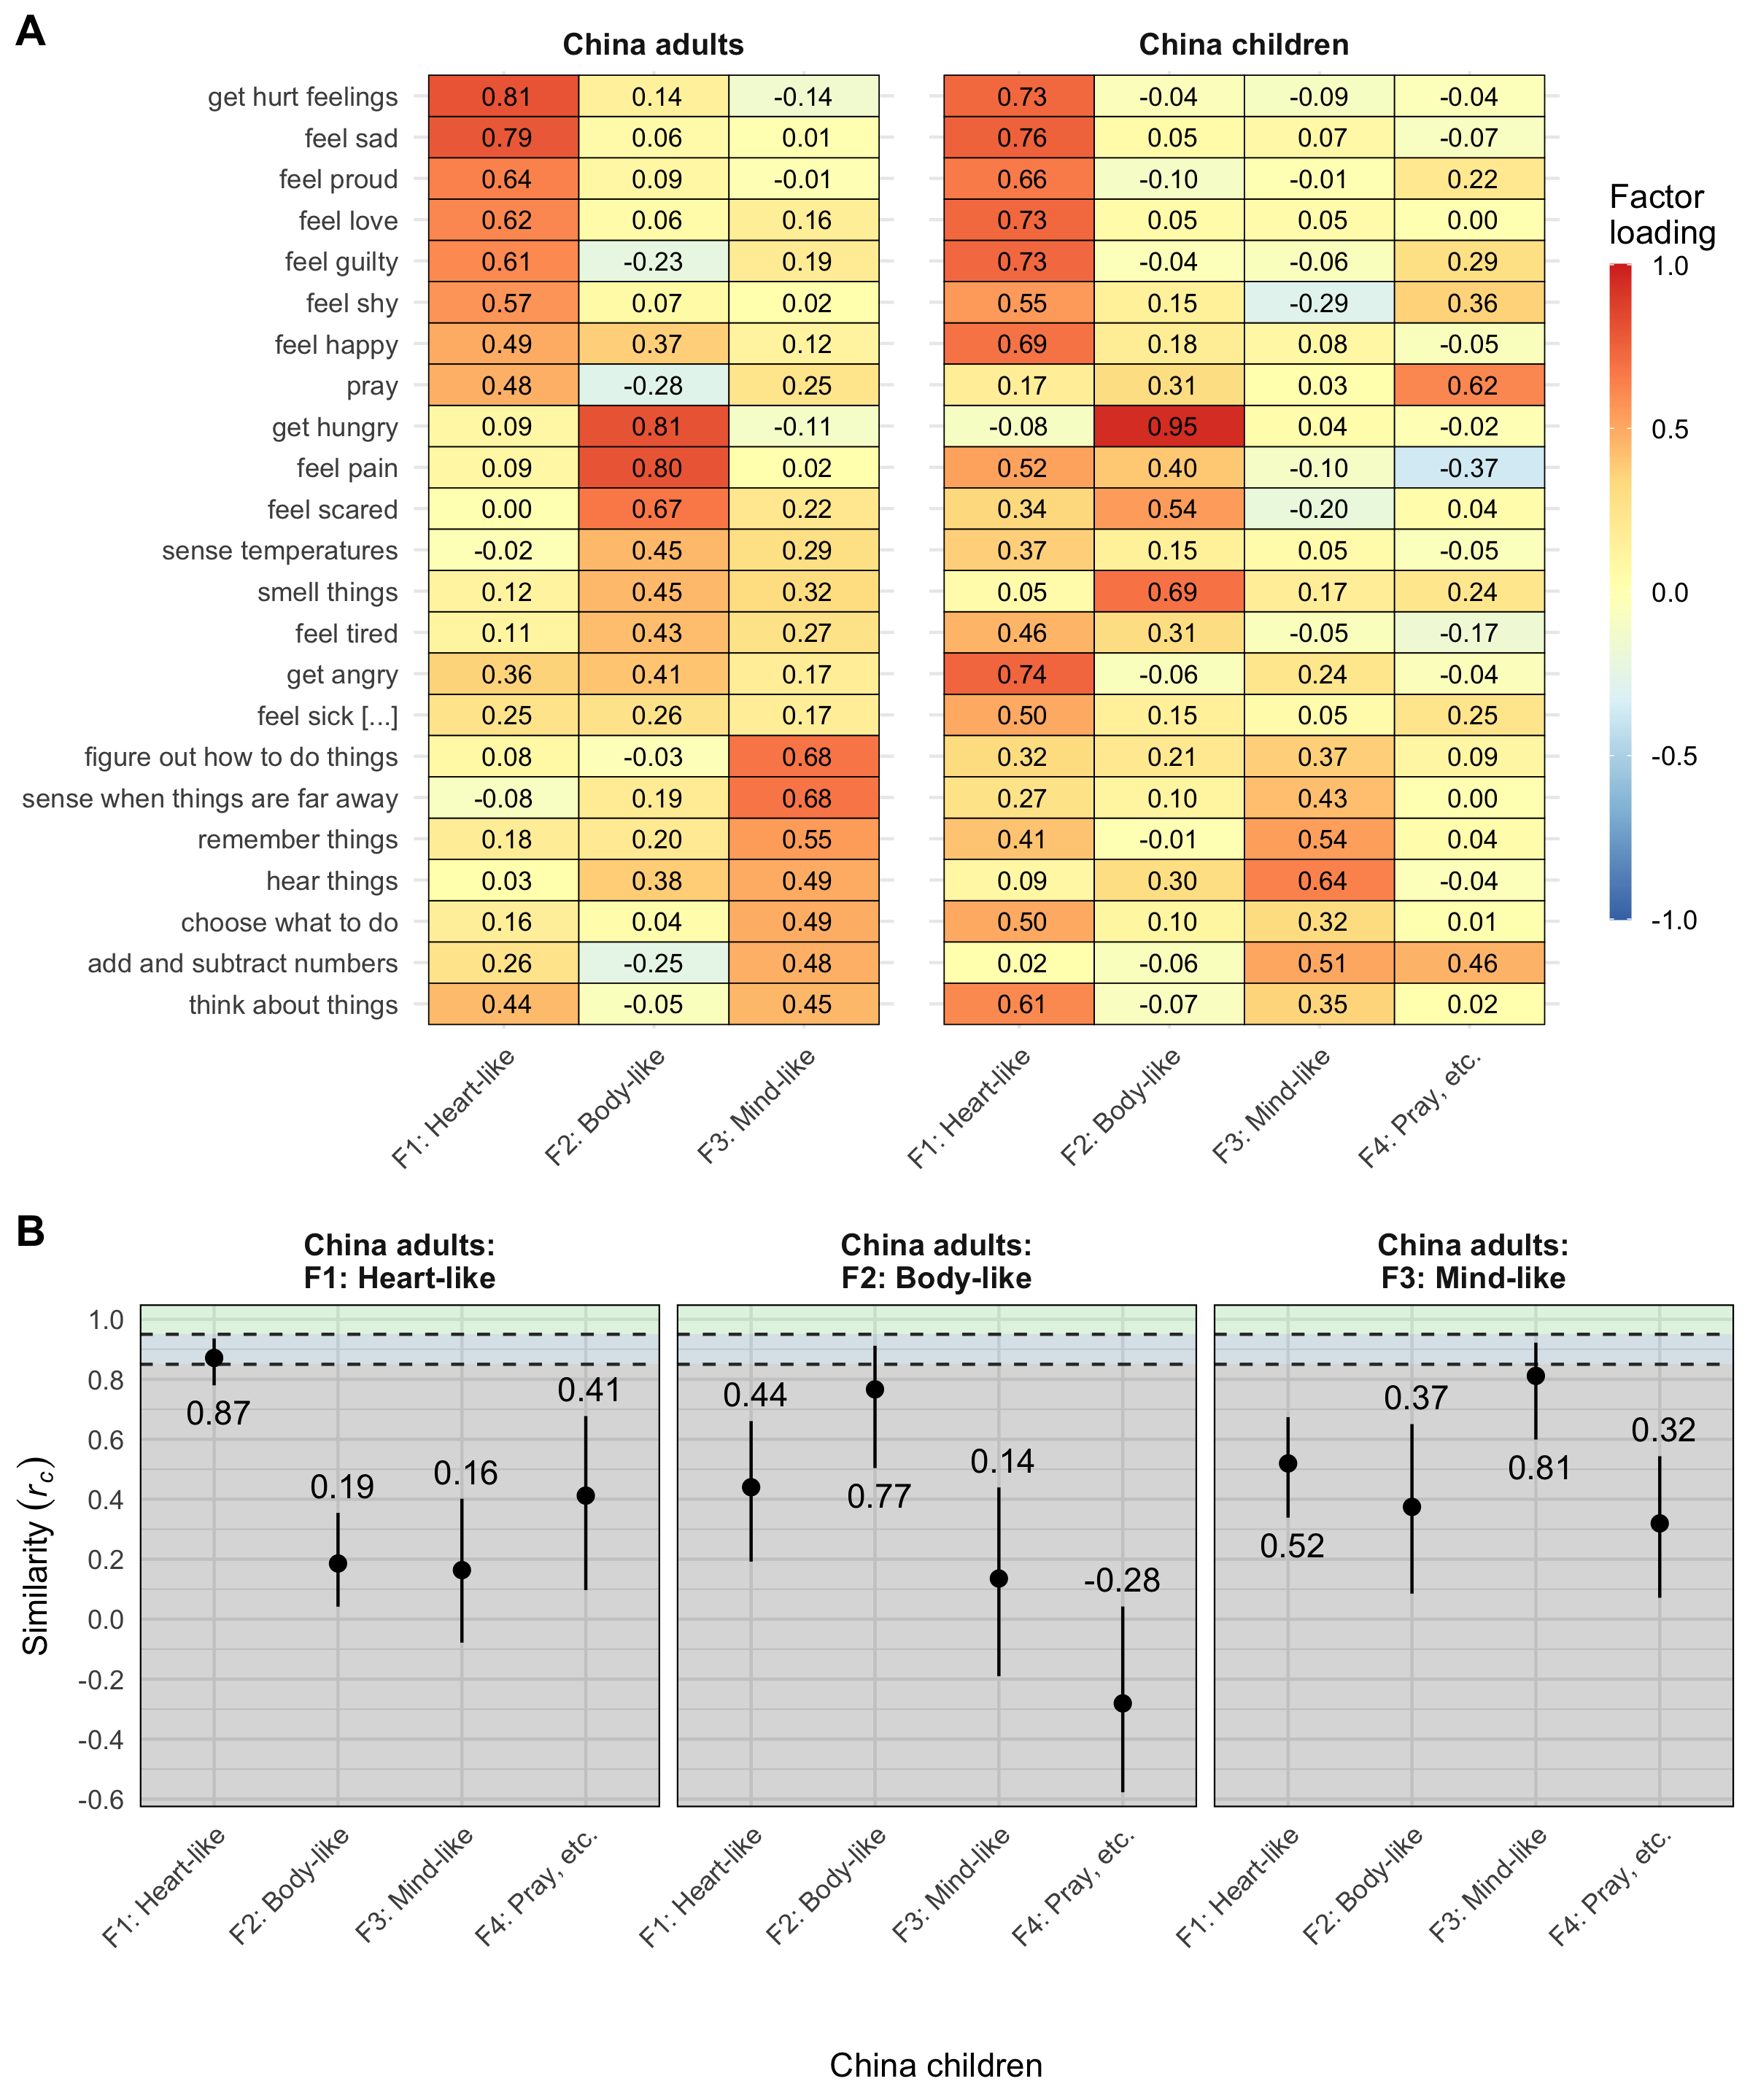 A
China adults China children
get hurt feelings 0.81 0.14 -0.14 0.73 -0.04 -0.09 -0.04
feel sad 0.79 0.06 0.01 0.76 0.05 0.07 -0.07
feel proud 0.64 0.09 -0.01 0.66 -0.10 -0.01 0.22
feel love 0.62 0.06 0.16 0.73 0.05 0.05 0.00
feel guilty 0.61 -0.23 0.19 0.73 -0.04 -0.06 0.29
feel shy 0.57 0.07 0.02 0.55 0.15 -0.29 0.36
feel happy 0.49 0.37 0.12 0.69 0.18 0.08 -0.05
pray 0.48 -0.28 0.25 0.17 0.31 0.03 0.62
get hungry 0.09 0.81 -0.11 -0.08 0.95 0.04 -0.02
feel pain 0.09 0.80 0.02 0.52 0.40 -0.10 -0.37
feel scared 0.00 0.67 0.22 0.34 0.54 -0.20 0.04
sense temperatures -0.02 0.45 0.29 0.37 0.15 0.05 -0.05
smell things 0.12 0.45 0.32 0.05 0.69 0.17 0.24
feel tired 0.11 0.43 0.27 0.46 0.31 -0.05 -0.17
get angry 0.36 0.41 0.17 0.74 -0.06 0.24 -0.04
feel sick [...] 0.25 0.26 0.17 0.50 0.15 0.05 0.25
figure out how to do things 0.08 -0.03 0.68 0.32 0.21 0.37 0.09
sense when things are far away -0.08 0.19 0.68 0.27 0.10 0.43 0.00
remember things 0.18 0.20 0.55 0.41 -0.01 0.54 0.04
hear things 0.03 0.38 0.49 0.09 0.30 0.64 -0.04
choose what to do 0.16 0.04 0.49 0.50 0.10 0.32 0.01
add and subtract numbers 0.26 -0.25 0.48 0.02 -0.06 0.51 0.46
think about things 0.44 -0.05 0.45 0.61 -0.07 0.35 0.02
F1: Heart-like F2: Body-like F3: Mind-like F1: Heart-like F2: Body-like F3: Mind-like F4: Pray, etc.
Factor
loading
1.0
0.5
0.0
-0.5
-1.0
B
China adults: China adults: China adults:
F1: Heart-like F2: Body-like F3: Mind-like
Similarity (rc)
1.0
0.8
0.6
0.4
0.2
0.0
-0.2
-0.4
-0.6
0.87 0.19 0.16 0.41
0.44 0.77 0.14 -0.28
0.52 0.37 0.81 0.32
F1: Heart-like F2: Body-like F3: Mind-like F4: Pray, etc. F1: Heart-like F2: Body-like F3: Mind-like F4: Pray, etc. F1: Heart-like F2: Body-like F3: Mind-like F4: Pray, etc.
China children